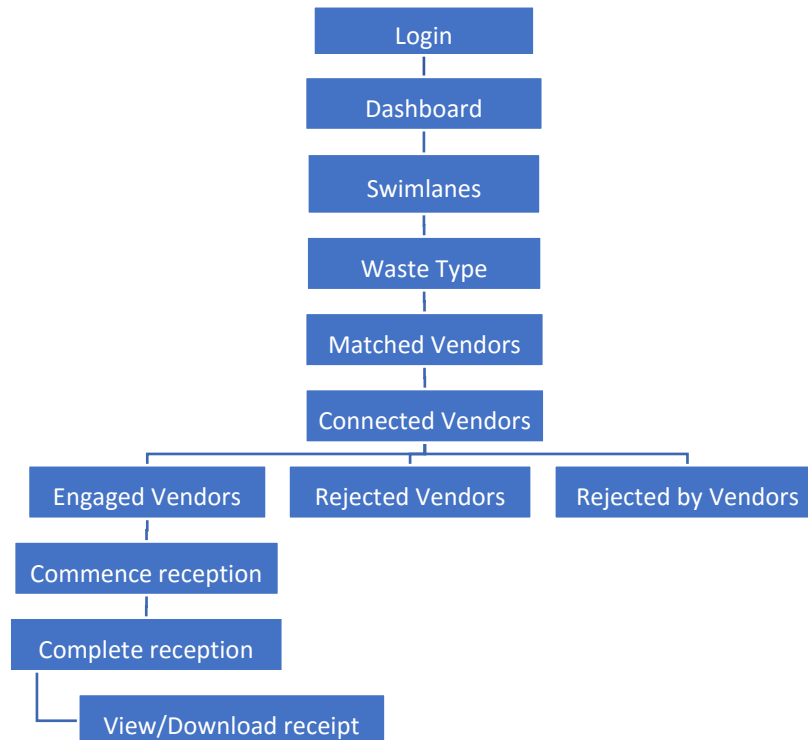 Login
Dashboard
Swimlanes
Waste Type
Matched Vendors
Connected Vendors
Engaged Vendors
Rejected Vendors
Rejected by Vendors
Commence reception
Complete reception
View/Download receipt